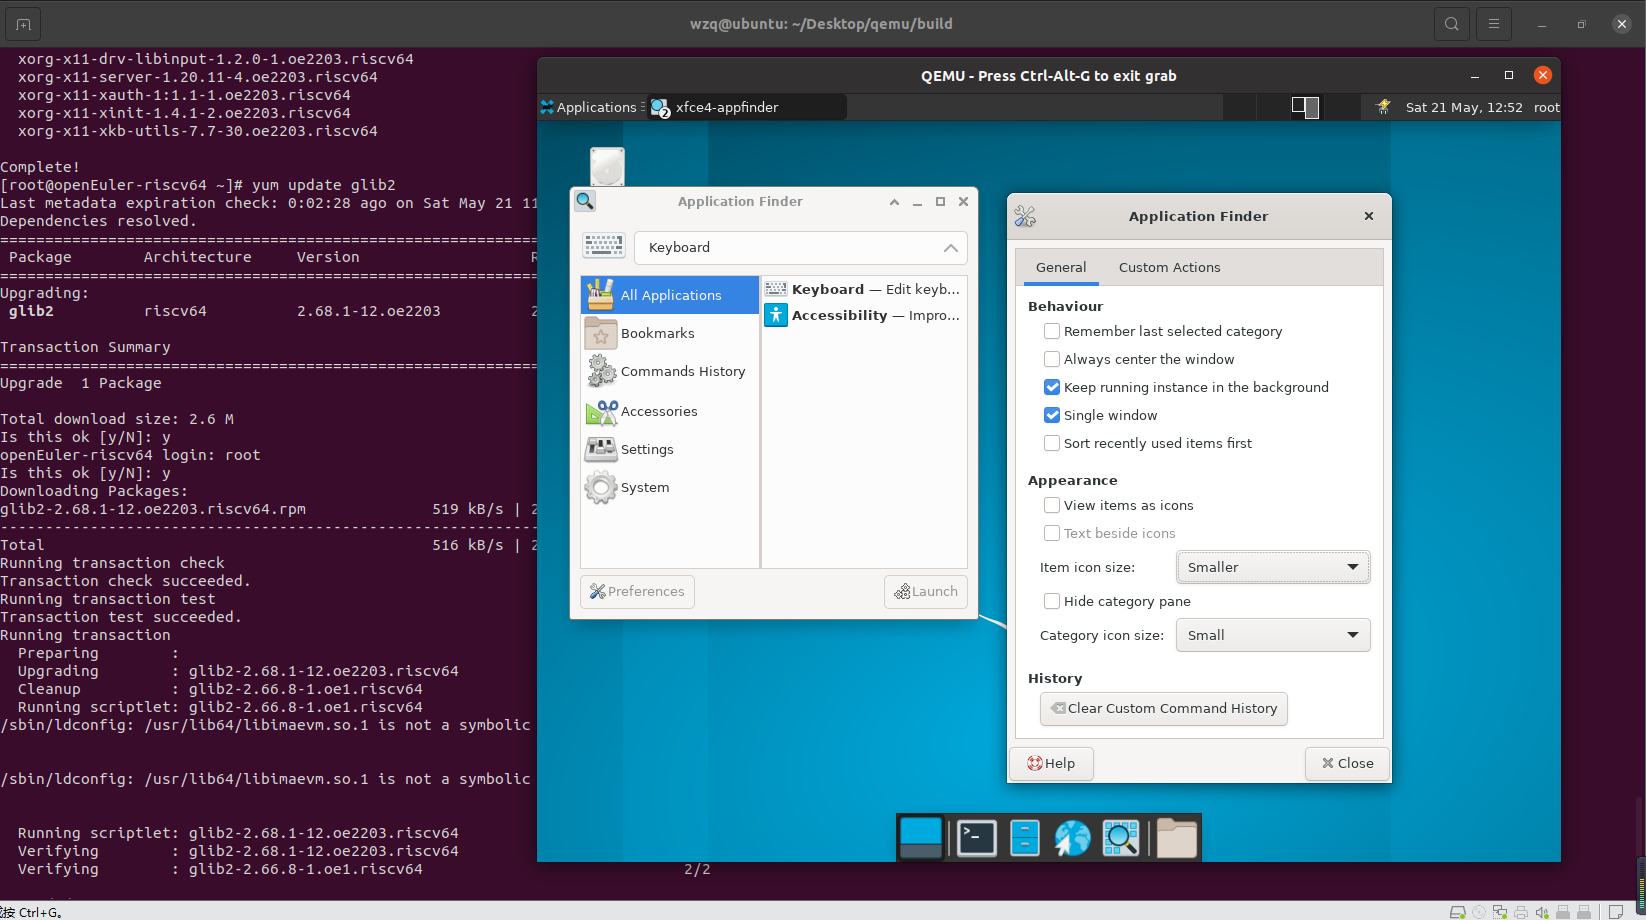 wzq@ubuntu: ~/Desktop/qemu/build
xorg-x11-drv-libinput-1.2.0-1.oe2203.riscv64
xorg-x11-server-1.20.11-4.oe2203.riscv64
xorg-x11-xauth-1:1.1-1.oe2203.riscv64
xorg-x11-xinit-1.4.1-2.oe2203.riscv64
xorg-x11-xkb-utils-7.7-30.oe2203.riscv64
Complete!
[root@openEuler-riscv64 ~]# yum update glib2
Last metadata expiration check: 0:02:28 ago on Sat May 21 11
Dependencies resolved.
================================================
Package Architecture Version R
================================================
Upgrading:
glib2 riscv64 2.68.1-12.oe2203 2
Transaction Summary
================================================
Upgrade 1 Package
Total download size: 2.6 M
Is this ok [y/N]: y
openEuler-riscv64 login: root
Is this ok [y/N]: y
Downloading Packages:
glib2-2.68.1-12.oe2203.riscv64.rpm 519 kB/s | 2
------------------------------------------------
Total 516 kB/s | 2
Running transaction check
Transaction check succeeded.
Running transaction test
Transaction test succeeded.
Running transaction
Preparing :
Upgrading : glib2-2.68.1-12.oe2203.riscv64
Cleanup : glib2-2.66.8-1.oe1.riscv64
Running scriptlet: glib2-2.66.8-1.oe1.riscv64
/sbin/ldconfig: /usr/lib64/libimaevm.so.1 is not a symbolic
/sbin/ldconfig: /usr/lib64/libimaevm.so.1 is not a symbolic
Running scriptlet: glib2-2.68.1-12.oe2203.riscv64
Verifying : glib2-2.68.1-12.oe2203.riscv64
Verifying : glib2-2.66.8-1.oe1.riscv64 2/2
QEMU - Press Ctrl-Alt-G to exit grab
Applications
2 xfce4-appfinder
Sat 21 May, 12:52 root
Application Finder
Keyboard
All Applications
Bookmarks
Commands History
Accessories
Settings
System
Keyboard — Edit keyb...
Accessibility — Impro...
Preferences
Launch
Application Finder
General Custom Actions
Behaviour
Remember last selected category
Always center the window
Keep running instance in the background
Single window
Sort recently used items first
Appearance
View items as icons
Text beside icons
Item icon size: Smaller
Hide category pane
Category icon size: Small
History
Clear Custom Command History
Help
Close
按 Ctrl+G。